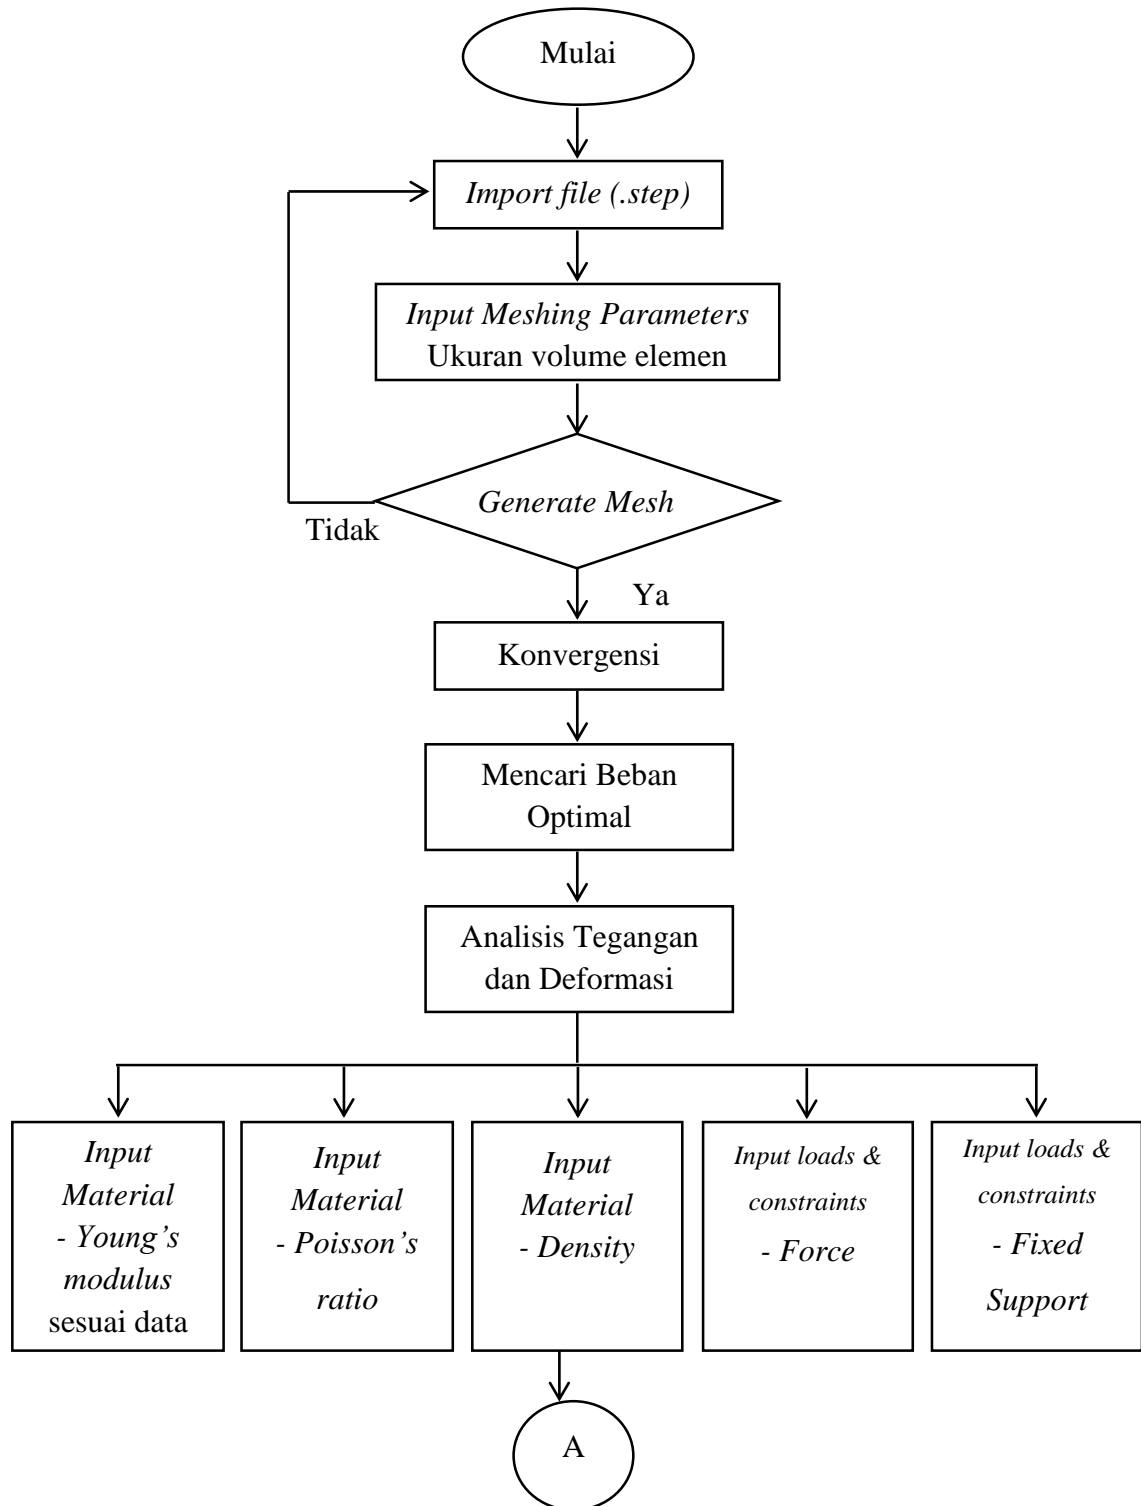 Mulai
Import file (.step)
Input Meshing Parameters
Ukuran volume elemen
Generate Mesh
Tidak
Ya
Konvergensi
Mencari Beban
Optimal
Analisis Tegangan
dan Deformasi
Input
Material
- Young’s
modulus
sesuai data
Input
Material
- Poisson’s
ratio
Input
Material
- Density
Input loads &
constraints
- Force
Input loads &
constraints
- Fixed
Support
A